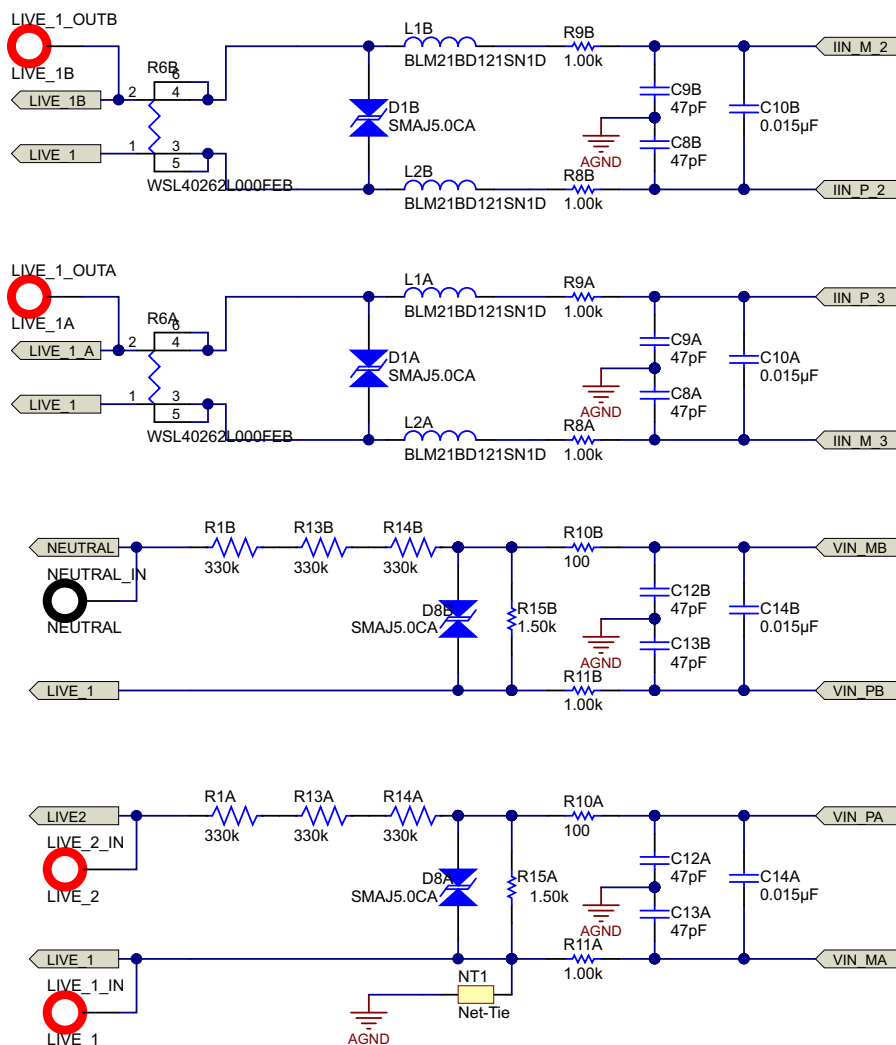 LIVE_1_OUTB
LIVE_1B
LIVE_1B
LIVE_1
R6B
2
6
4
1
3
5
WSL40262L000FEB
D1B
SMAJ5.0CA
L1B
BLM21BD121SN1D
L2B
BLM21BD121SN1D
R9B
1.00k
R8B
1.00k
C9B
47pF
C8B
47pF
AGND
C10B
0.015µF
IIN_M_2
IIN_P_2
LIVE_1_OUTA
LIVE_1A
LIVE_1_A
LIVE_1
R6A
2
6
4
1
3
5
WSL40262L000FEB
D1A
SMAJ5.0CA
L1A
BLM21BD121SN1D
L2A
BLM21BD121SN1D
R9A
1.00k
R8A
1.00k
C9A
47pF
C8A
47pF
AGND
C10A
0.015µF
IIN_P_3
IIN_M_3
NEUTRAL
NEUTRAL_IN
NEUTRAL
LIVE_1
R1B
330k
R13B
330k
R14B
330k
D8B
SMAJ5.0CA
R15B
1.50k
R10B
100
R11B
1.00k
C12B
47pF
C13B
47pF
AGND
C14B
0.015µF
VIN_MB
VIN_PB
LIVE2
LIVE_2_IN
LIVE_2
LIVE_1
LIVE_1_IN
LIVE_1
R1A
330k
R13A
330k
R14A
330k
D8A
SMAJ5.0CA
R15A
1.50k
R10A
100
R11A
1.00k
C12A
47pF
C13A
47pF
AGND
C14A
0.015µF
VIN_PA
VIN_MA
NT1
Net-Tie
AGND